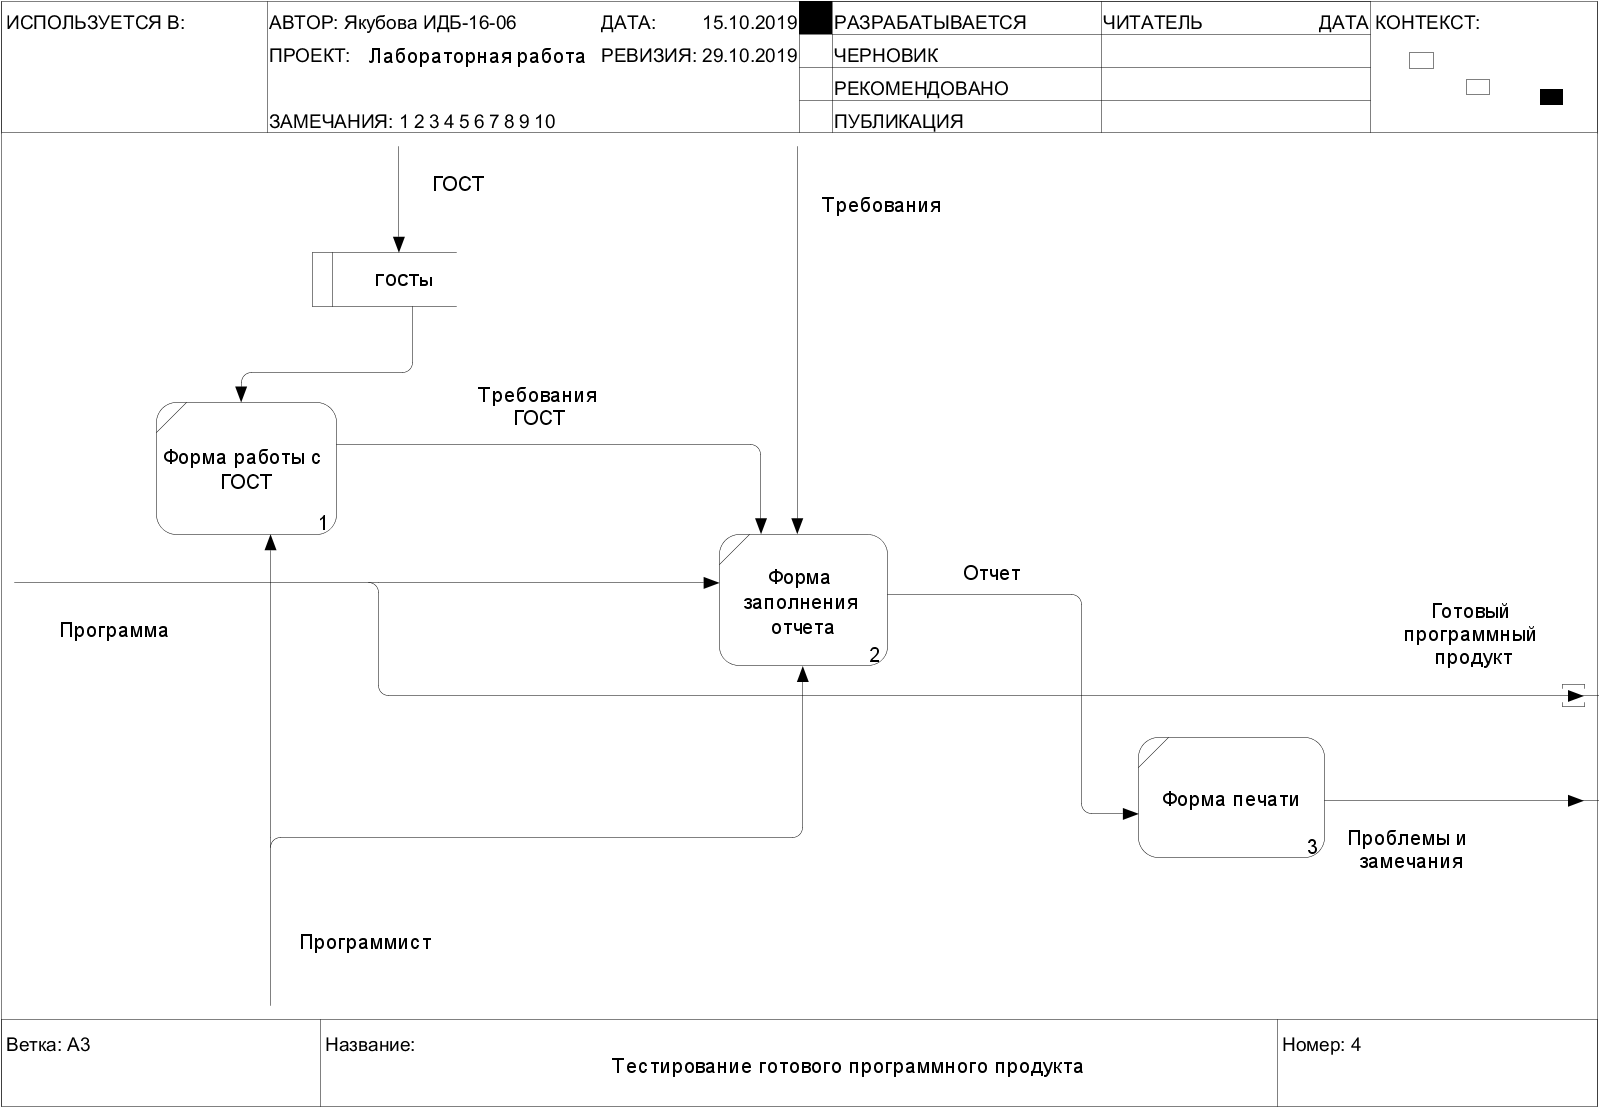 ИСПОЛЬЗУЕТСЯ В:
АВТОР: Якубова ИДБ-16-06
ДАТА: 15.10.2019
ПРОЕКТ: Лабораторная работа
РЕВИЗИЯ: 29.10.2019
ЗАМЕЧАНИЯ: 1 2 3 4 5 6 7 8 9 10
РАЗРАБАТЫВАЕТСЯ
ЧЕРНОВИК
РЕКОМЕНДОВАНО
ПУБЛИКАЦИЯ
ЧИТАТЕЛЬ
ДАТА
КОНТЕКСТ:
ГОСТ
Требования
госты
Требования
ГОСТ
Форма работы с
ГОСТ
1
Форма
заполнения
отчета
2
Отчет
Программа
Готовый
программный
продукт
Форма печати
3
Проблемы и
замечания
Программист
Ветка: A3
Название:
Тестирование готового программного продукта
Номер: 4